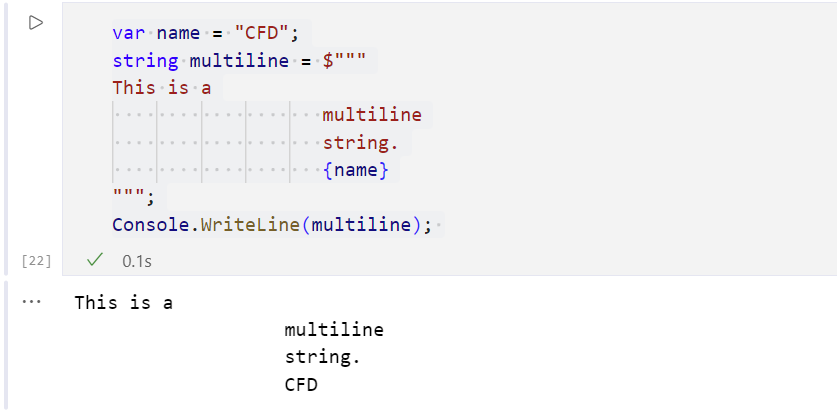 var name = "CFD";
string multiline = $"""
This is a
                   multiline
                   string.
                   {name}
""";
Console.WriteLine(multiline);
[22]
0.1s
This is a
                   multiline
                   string.
                   CFD